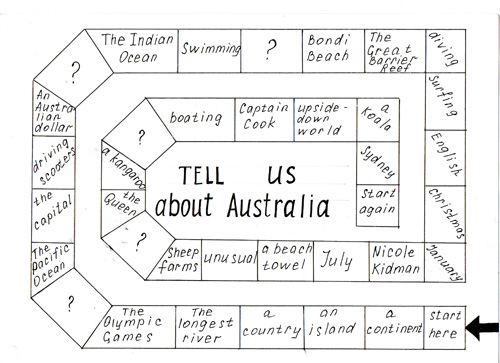 The Indian
Ocean
Swimming
?
Bondi
Beach
The
Great
Barrier
Reef
diving
?
An
Austra
lian
dollar
driving
scooters
the
capital
The
Pacific
Ocean
?
Surfing
English
christmas
January
?
boating
Captain
Cook
upside-
down
world
a
Koala
Sydney
start
again
a kangaroo
the
Queen
?
TELL US
about Australia
Sheep
farms
unusual
a beach
towel
July
Nicole
Kidman
The
Olympic
Games
The
longest
river
a
country
an
island
a
continent
start
here